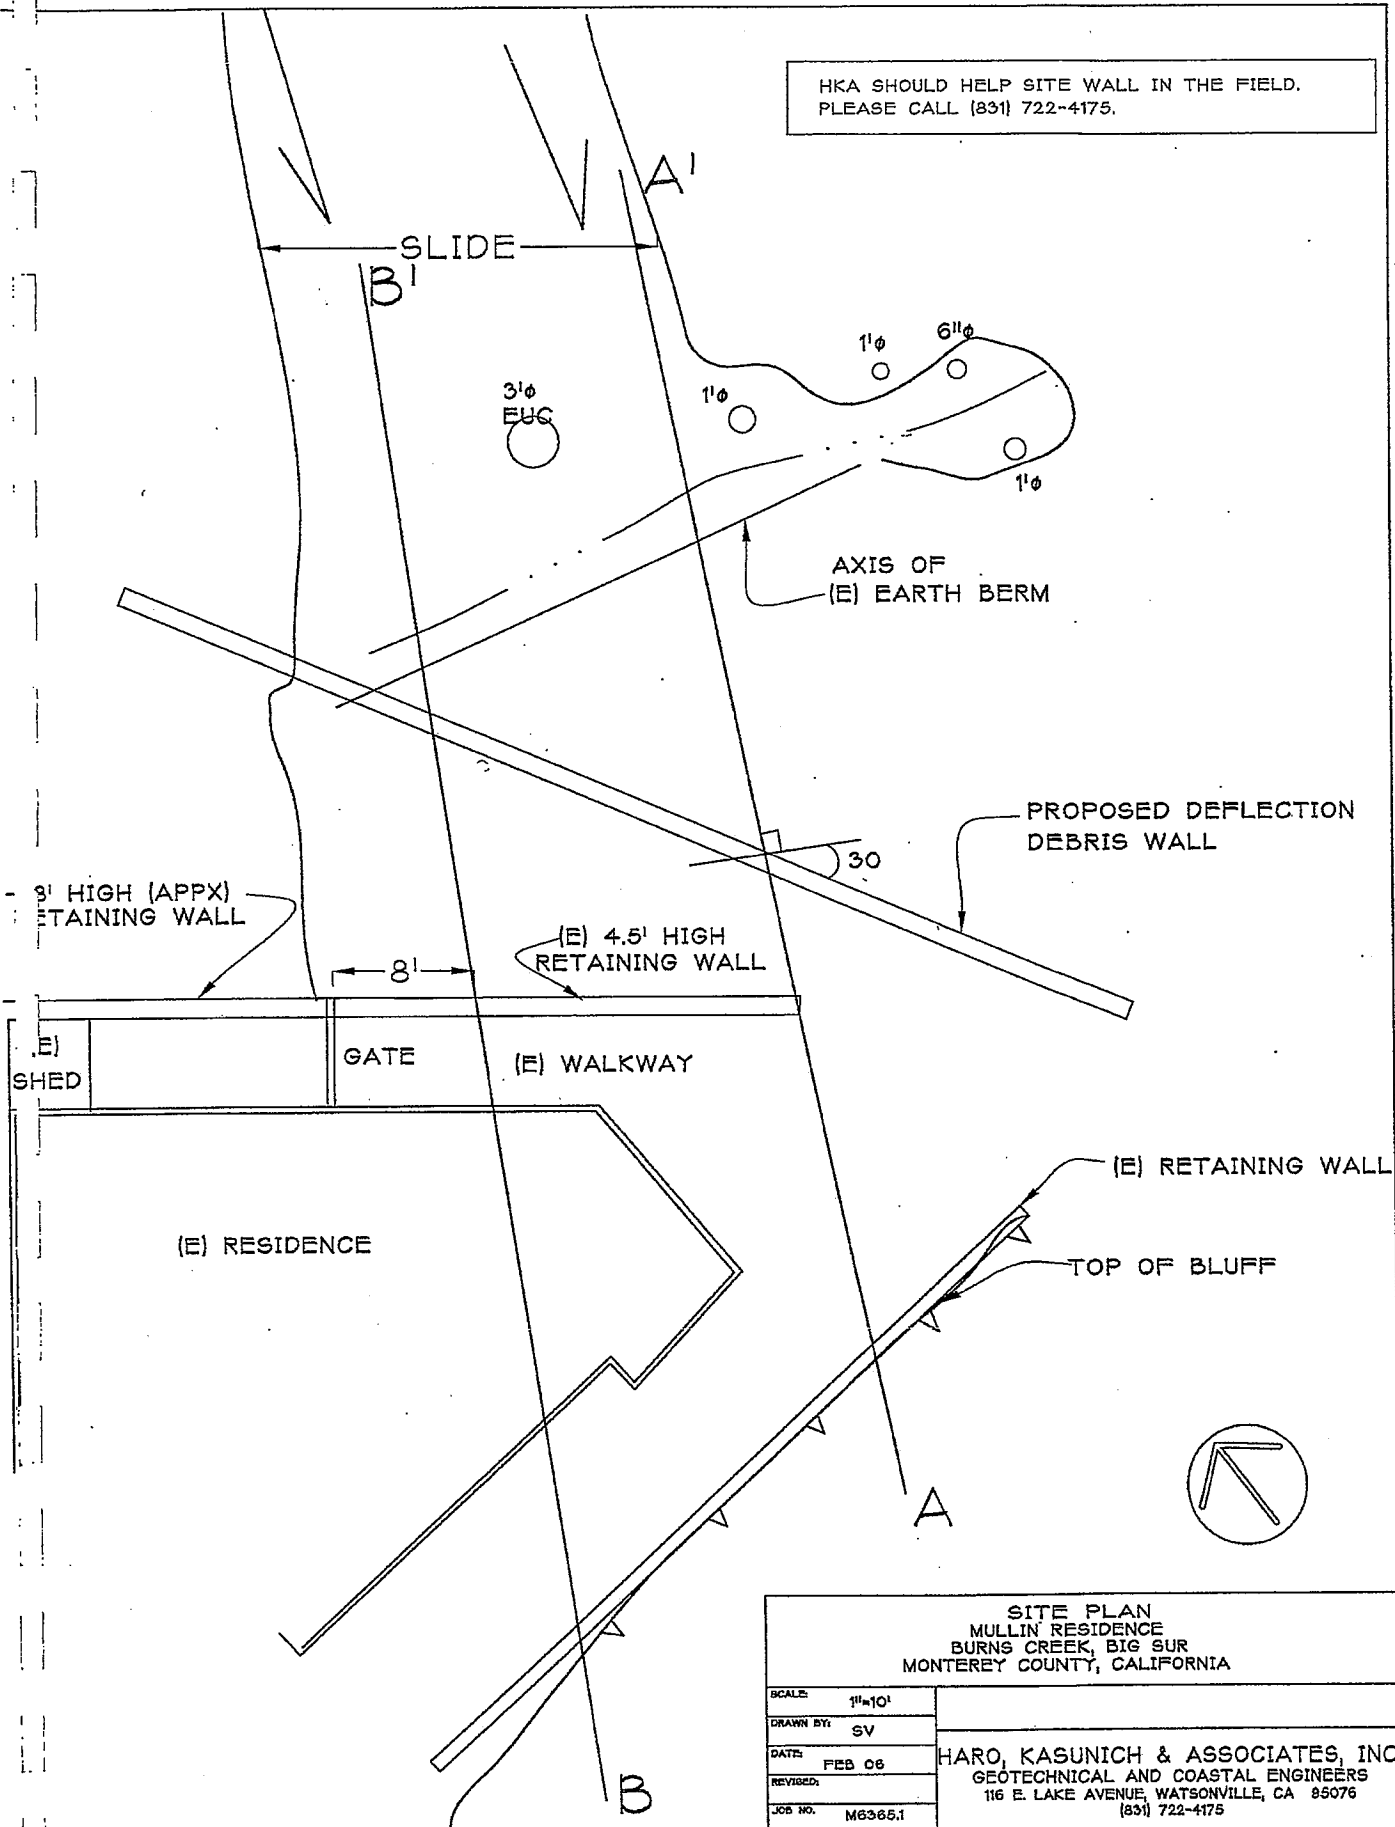 HKA SHOULD HELP SITE WALL IN THE FIELD.
PLEASE CALL (831) 722-4175.
A'
SLIDE
B'
1'ϕ
6"ϕ
3'ϕ
EUC
1'ϕ
1'ϕ
AXIS OF
(E) EARTH BERM
PROPOSED DEFLECTION
DEBRIS WALL
30
3' HIGH (APPX)
ETAINING WALL
(E) 4.5' HIGH
RETAINING WALL
8'
E)
SHED
GATE
(E) WALKWAY
(E) RETAINING WALL
(E) RESIDENCE
TOP OF BLUFF
A
B
SITE PLAN
MULLIN RESIDENCE
BURNS CREEK, BIG SUR
MONTEREY COUNTY, CALIFORNIA
SCALE: 1"=10'
DRAWN BY: SV
DATE: FEB 06
REVISED:
JOB NO. M6365.1
HARO, KASUNICH & ASSOCIATES, INC
GEOTECHNICAL AND COASTAL ENGINEERS
116 E. LAKE AVENUE, WATSONVILLE, CA 95076
(831) 722-4175